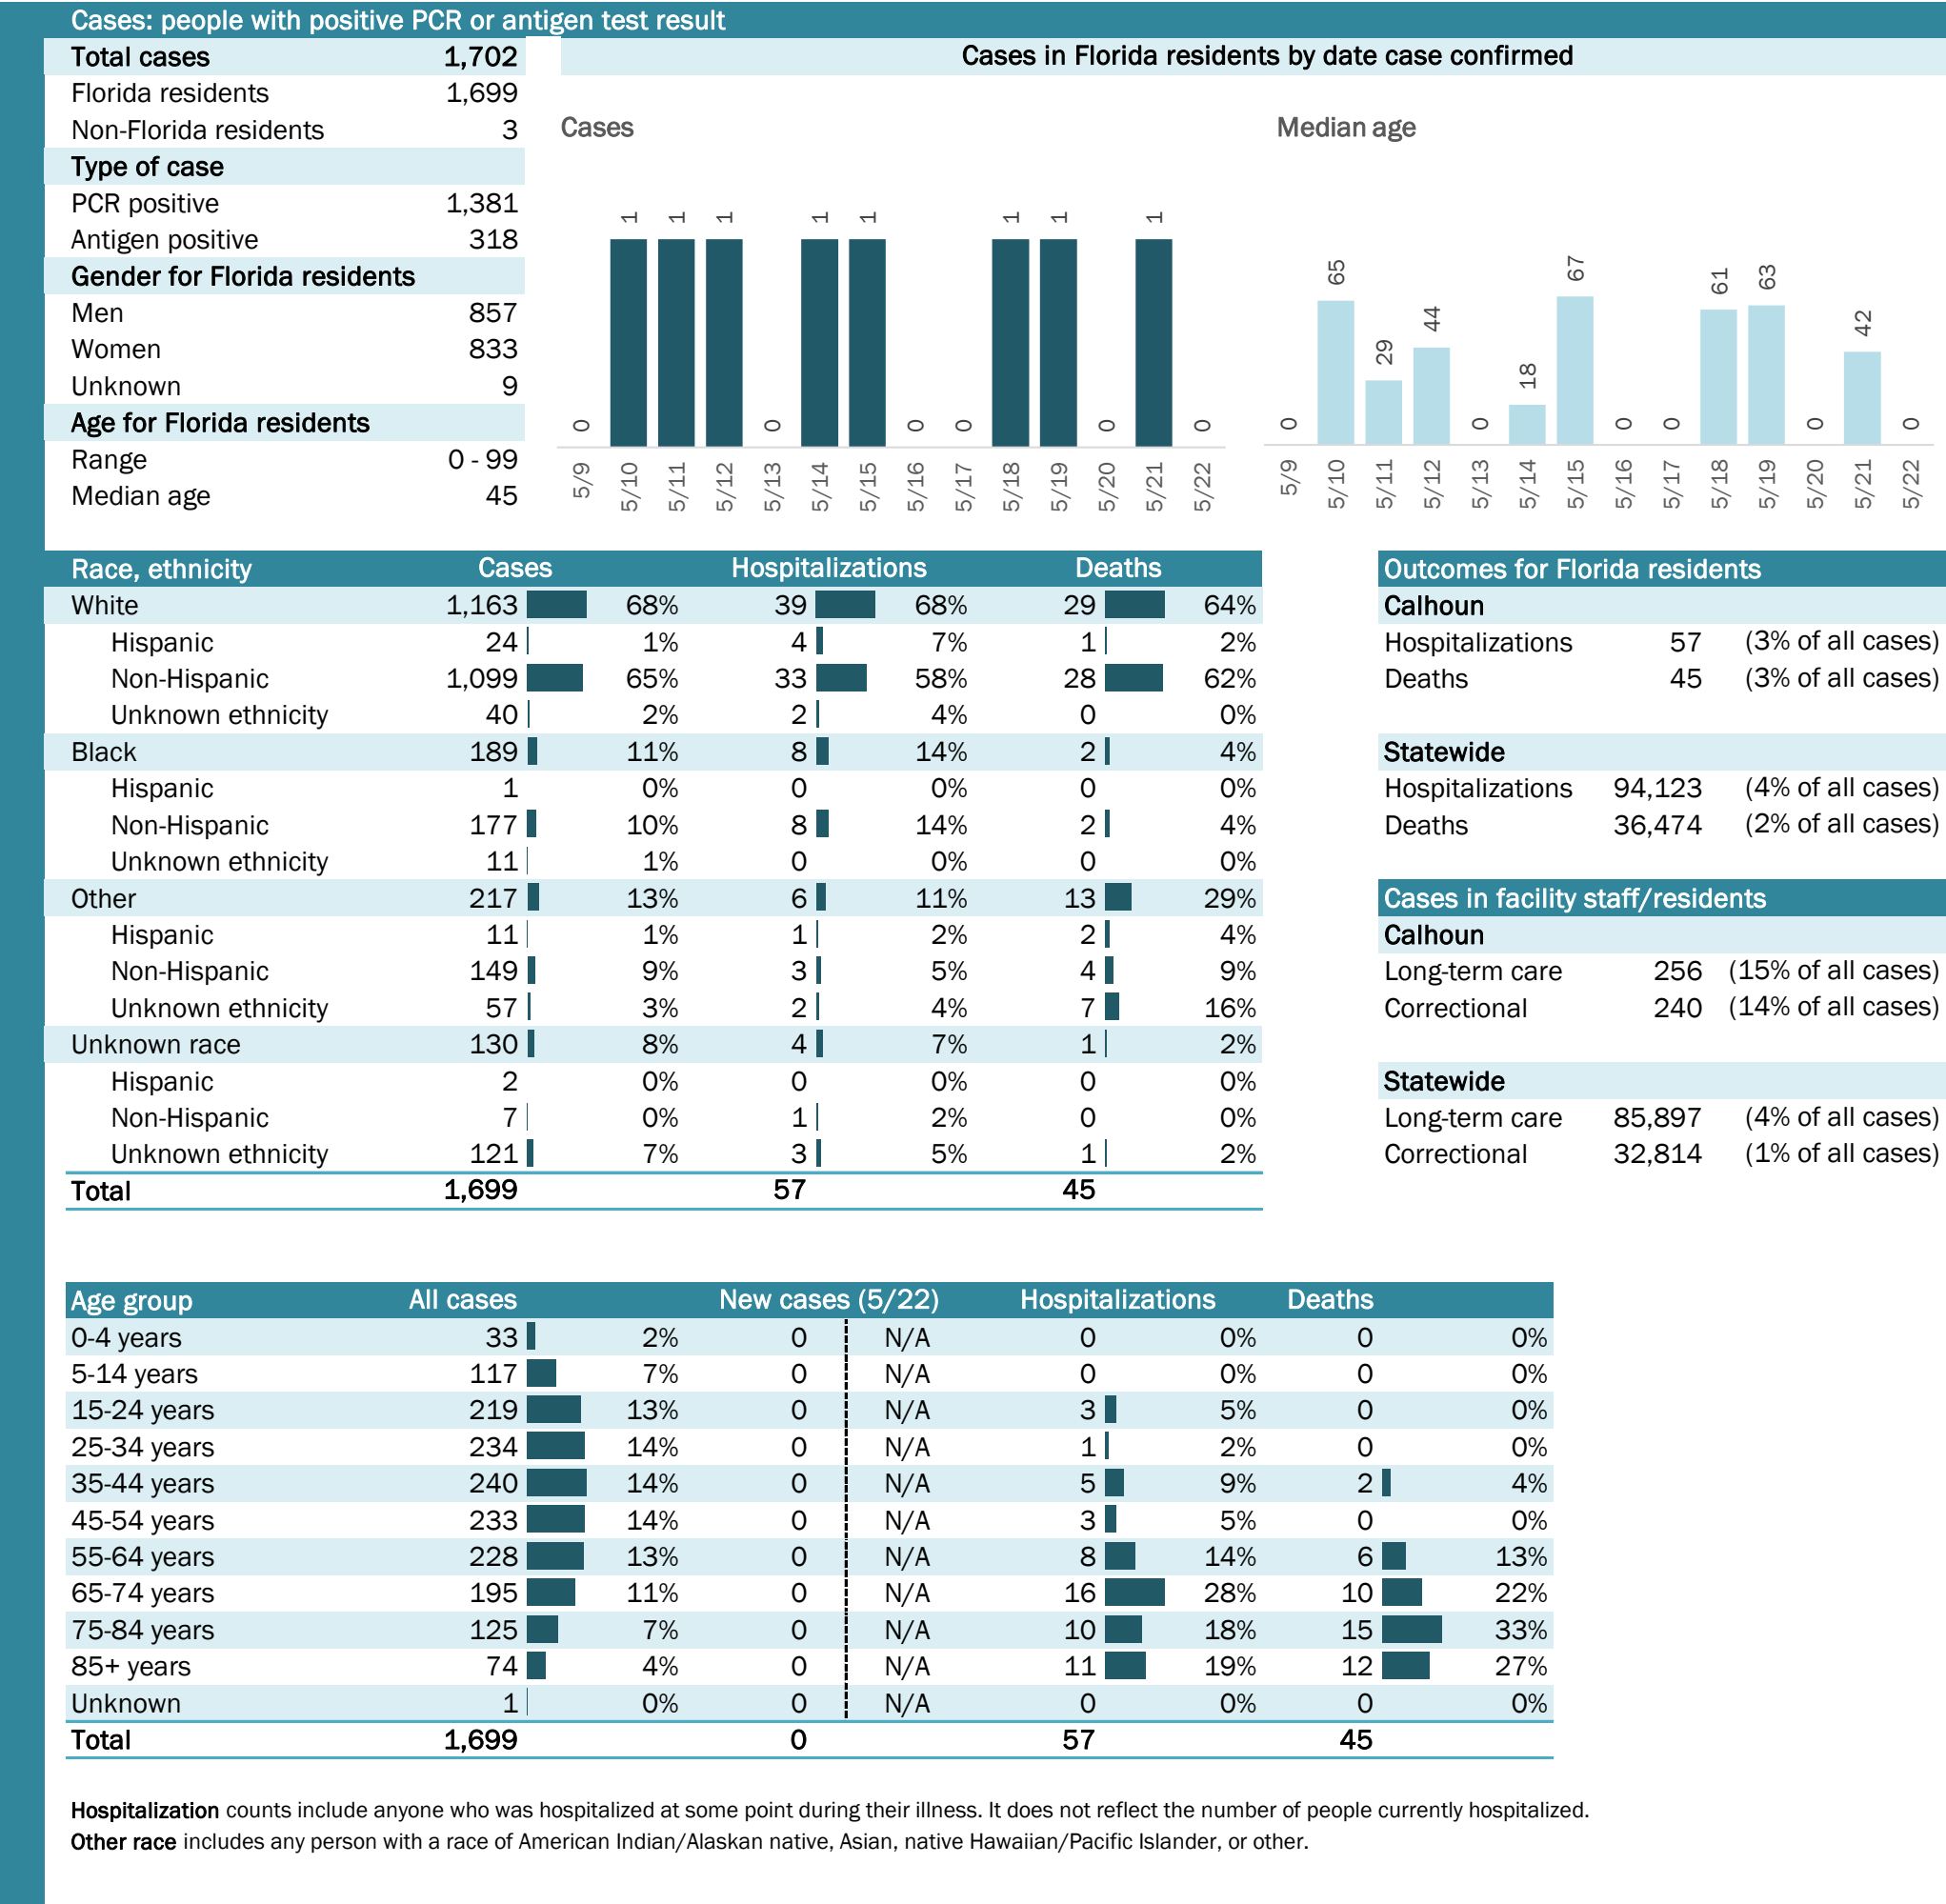 Cases: people with positive PCR or antigen test result
Total cases 1,702
Florida residents 1,699
Non-Florida residents 3
Type of case
PCR positive 1,381
Antigen positive 318
Gender for Florida residents
Men 857
Women 833
Unknown 9
Age for Florida residents
Range 0 - 99
Median age 45
Cases in Florida residents by date case confirmed
Cases
0 1 1 1 0 1 1 0 0 1 1 0 1 0
5/9 5/10 5/11 5/12 5/13 5/14 5/15 5/16 5/17 5/18 5/19 5/20 5/21 5/22
Median age
0 65 29 44 0 18 67 0 0 61 63 0 42 0
5/9 5/10 5/11 5/12 5/13 5/14 5/15 5/16 5/17 5/18 5/19 5/20 5/21 5/22
Race, ethnicity Cases Hospitalizations Deaths
White 1,163 68% 39 68% 29 64%
Hispanic 24 1% 4 7% 1 2%
Non-Hispanic 1,099 65% 33 58% 28 62%
Unknown ethnicity 40 2% 2 4% 0 0%
Black 189 11% 8 14% 2 4%
Hispanic 1 0% 0 0% 0 0%
Non-Hispanic 177 10% 8 14% 2 4%
Unknown ethnicity 11 1% 0 0% 0 0%
Other 217 13% 6 11% 13 29%
Hispanic 11 1% 1 2% 2 4%
Non-Hispanic 149 9% 3 5% 4 9%
Unknown ethnicity 57 3% 2 4% 7 16%
Unknown race 130 8% 4 7% 1 2%
Hispanic 2 0% 0 0% 0 0%
Non-Hispanic 7 0% 1 2% 0 0%
Unknown ethnicity 121 7% 3 5% 1 2%
Total 1,699 57 45
Outcomes for Florida residents
Calhoun
Hospitalizations 57 (3% of all cases)
Deaths 45 (3% of all cases)
Statewide
Hospitalizations 94,123 (4% of all cases)
Deaths 36,474 (2% of all cases)
Cases in facility staff/residents
Calhoun
Long-term care 256 (15% of all cases)
Correctional 240 (14% of all cases)
Statewide
Long-term care 85,897 (4% of all cases)
Correctional 32,814 (1% of all cases)
Age group All cases New cases (5/22) Hospitalizations Deaths
0-4 years 33 2% 0 N/A 0 0% 0 0%
5-14 years 117 7% 0 N/A 0 0% 0 0%
15-24 years 219 13% 0 N/A 3 5% 0 0%
25-34 years 234 14% 0 N/A 1 2% 0 0%
35-44 years 240 14% 0 N/A 5 9% 2 4%
45-54 years 233 14% 0 N/A 3 5% 0 0%
55-64 years 228 13% 0 N/A 8 14% 6 13%
65-74 years 195 11% 0 N/A 16 28% 10 22%
75-84 years 125 7% 0 N/A 10 18% 15 33%
85+ years 74 4% 0 N/A 11 19% 12 27%
Unknown 1 0% 0 N/A 0 0% 0 0%
Total 1,699 0 57 45
Hospitalization counts include anyone who was hospitalized at some point during their illness. It does not reflect the number of people currently hospitalized.
Other race includes any person with a race of American Indian/Alaskan native, Asian, native Hawaiian/Pacific Islander, or other.